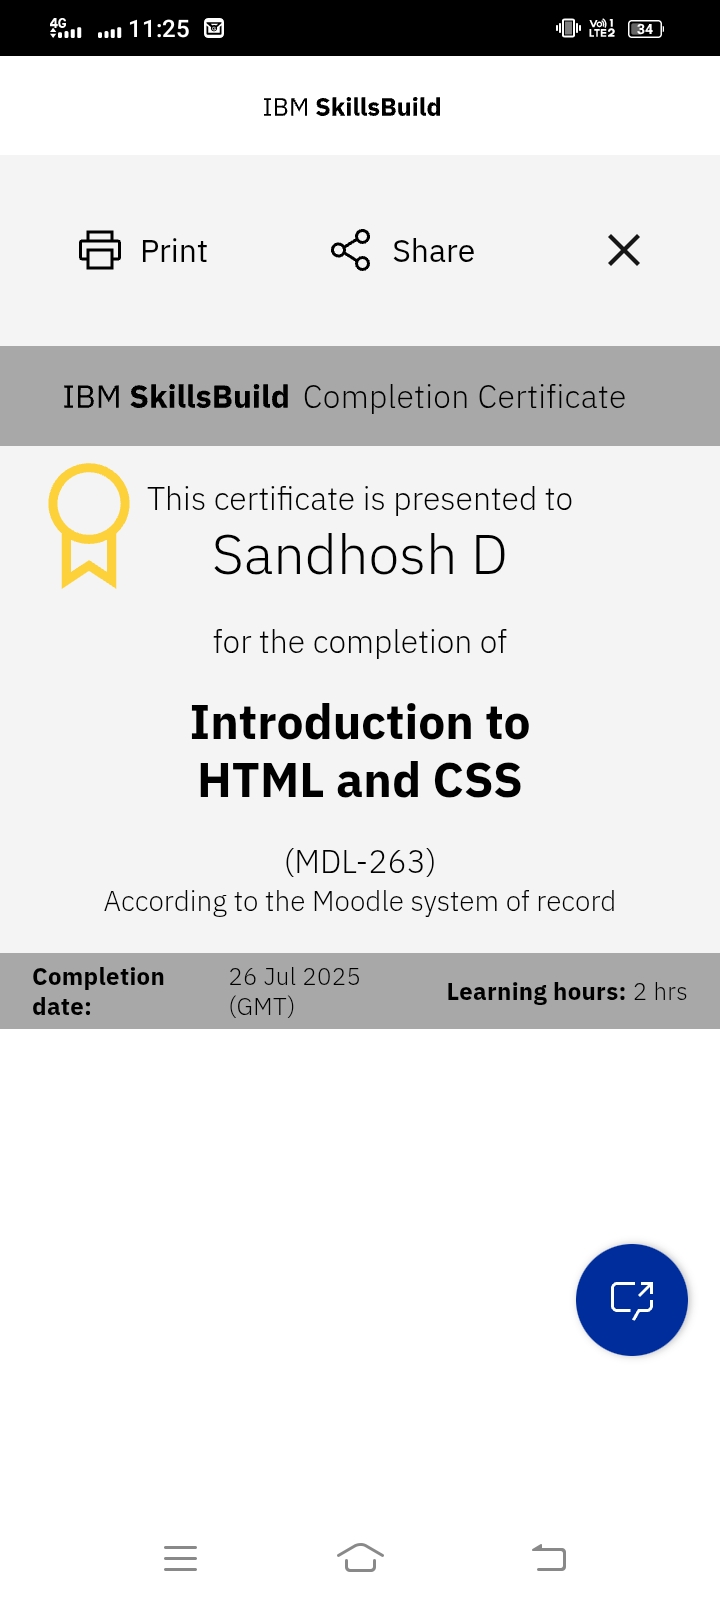 4G 11:25 Vo) 1 LTE2 34
IBM SkillsBuild
Print Share
IBM SkillsBuild Completion Certificate
This certificate is presented to
Sandhosh D
for the completion of
Introduction to
HTML and CSS
(MDL-263)
According to the Moodle system of record
Completion date: 26 Jul 2025 (GMT) Learning hours: 2 hrs